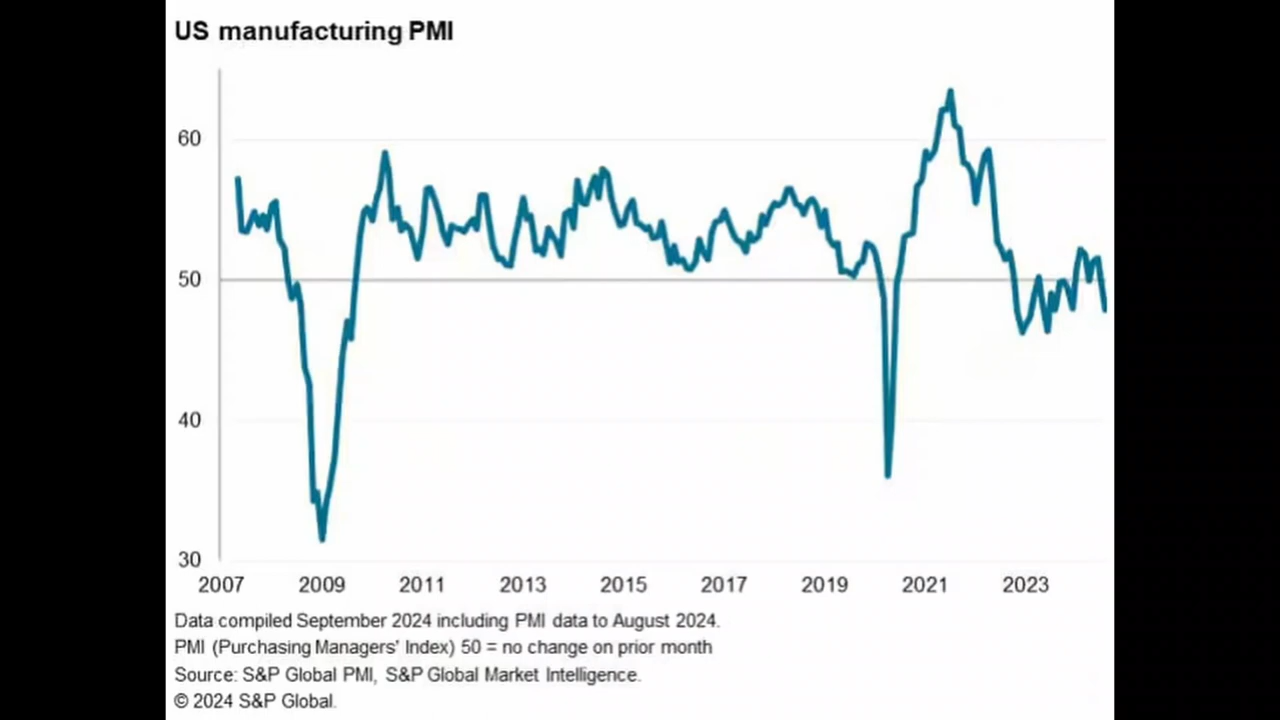 US manufacturing PMI
60
50
40
30
2007 2009 2011 2013 2015 2017 2019 2021 2023
Data compiled September 2024 including PMI data to August 2024.
PMI (Purchasing Managers' Index) 50 = no change on prior month
Source: S&P Global PMI, S&P Global Market Intelligence.
© 2024 S&P Global.